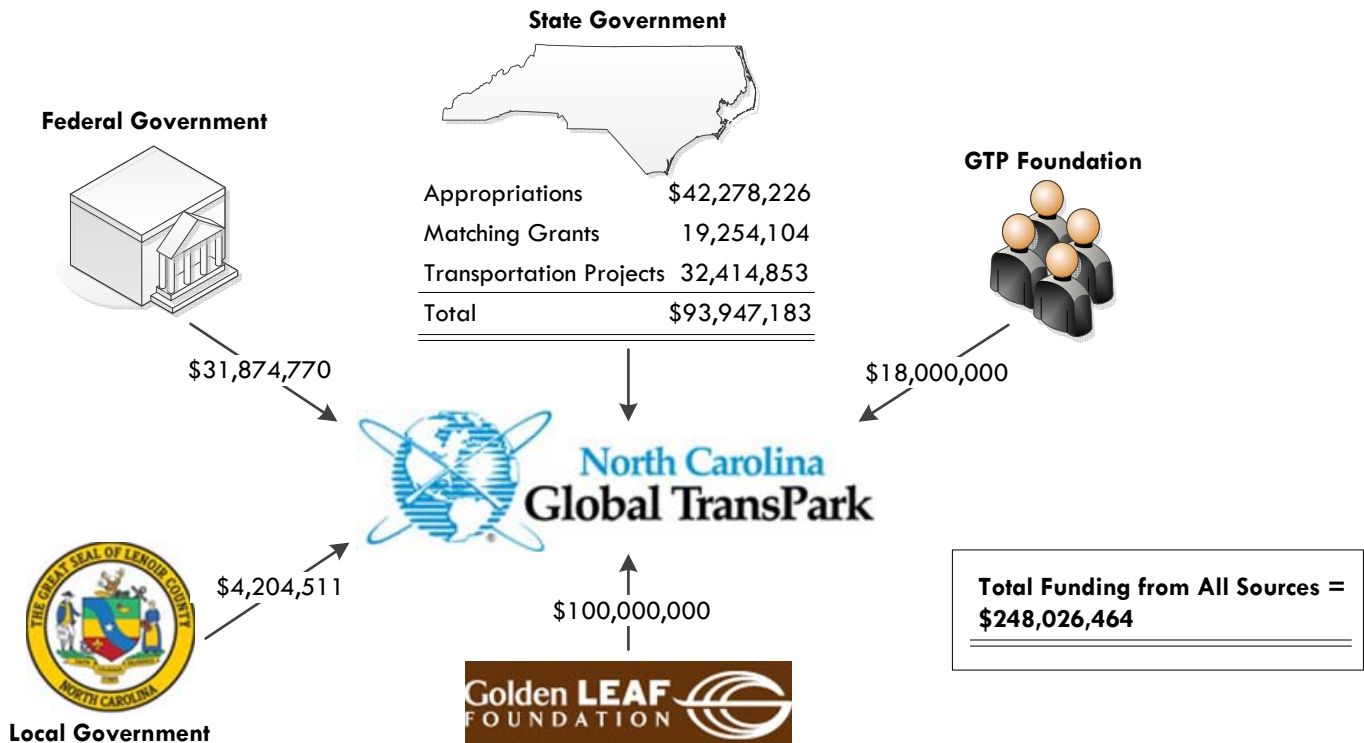 State Government
Federal Government
GTP Foundation
Appropriations $42,278,226
Matching Grants 19,254,104
Transportation Projects 32,414,853
Total $93,947,183
$31,874,770
$18,000,000
North Carolina
Global TransPark
®
THE GREAT SEAL OF LENOIR COUNTY
NORTH CAROLINA
$4,204,511
$100,000,000
Total Funding from All Sources =
$248,026,464
Golden LEAF
FOUNDATION
Local Government